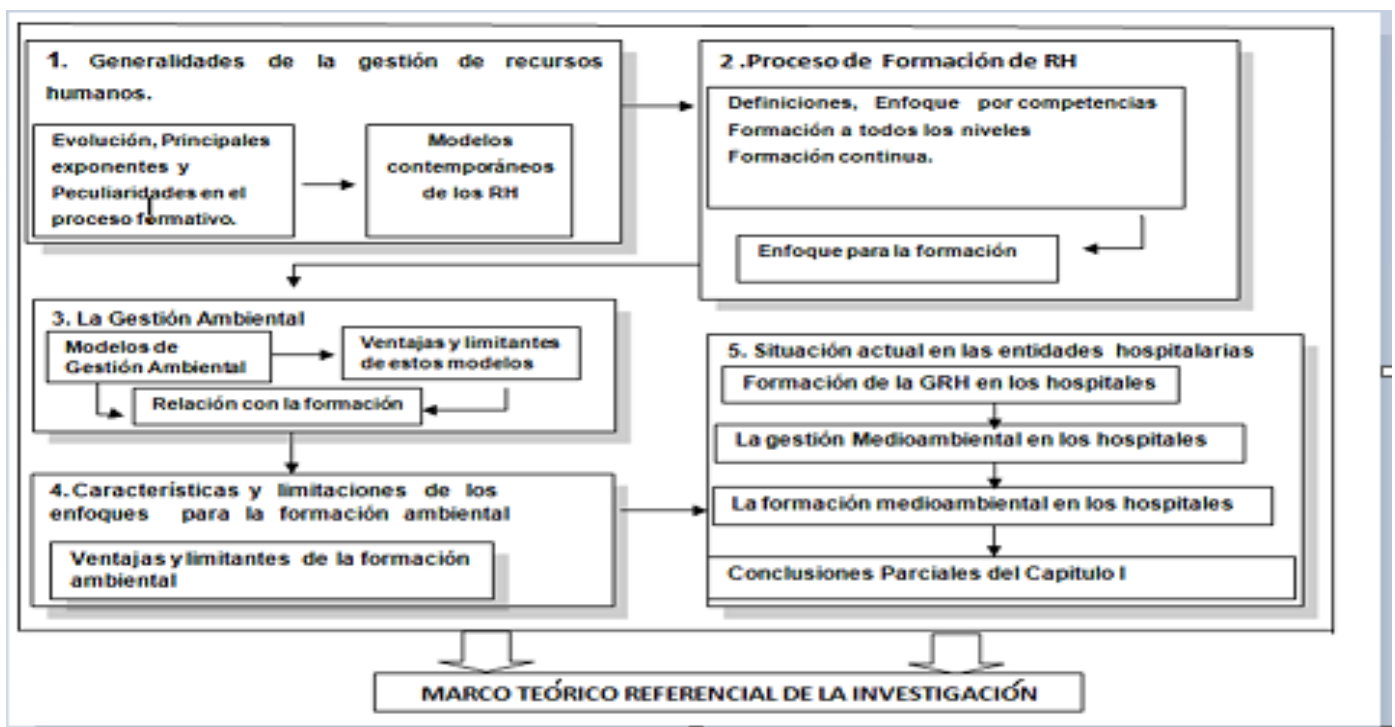 1. Generalidades de la gestión de recursos
humanos.
Evolución, Principales
exponentes y
Peculiaridades en el
proceso formativo.
Modelos
contemporáneos
de los RH
2 .Proceso de Formación de RH
Definiciones, Enfoque por competencias
Formación a todos los niveles
Formación continua.
Enfoque para la formación
3. La Gestión Ambiental
Modelos de
Gestión Ambiental
Ventajas y limitantes
de estos modelos
Relación con la formación
4. Características y limitaciones de los
enfoques para la formación ambiental
Ventajas y limitantes de la formación
ambiental
5. Situación actual en las entidades hospitalarias
Formación de la GRH en los hospitales
La gestión Medioambiental en los hospitales
La formación medioambiental en los hospitales
Conclusiones Parciales del Capitulo I
MARCO TEÓRICO REFERENCIAL DE LA INVESTIGACIÓN